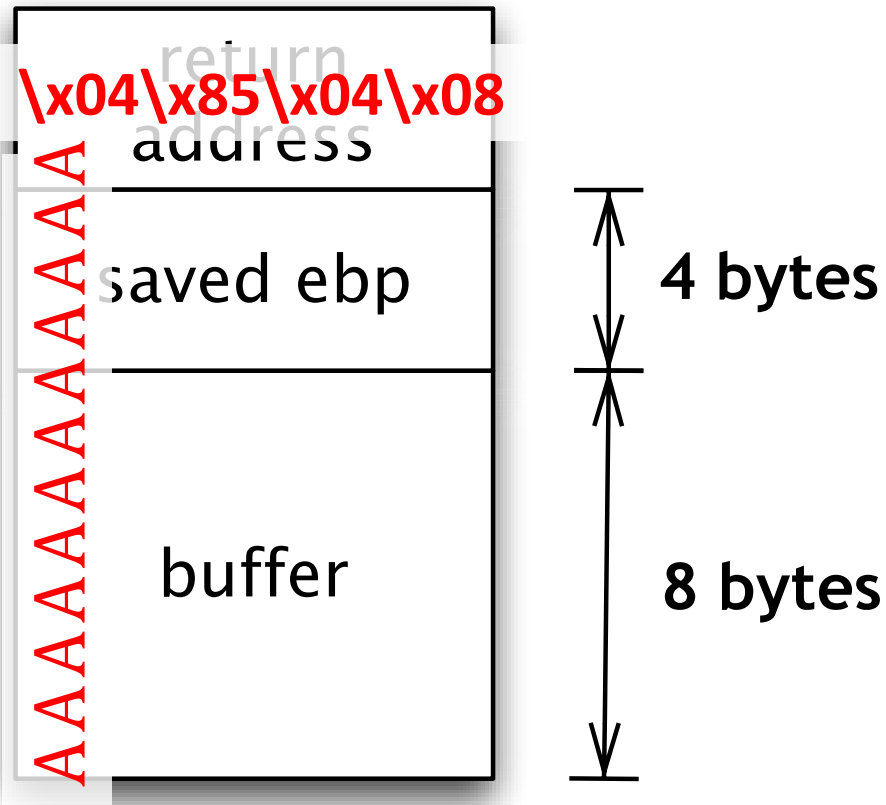 return
\x04\x85\x04\x08
address
AAAAAAAAAAAA
saved ebp
4 bytes
buffer
8 bytes